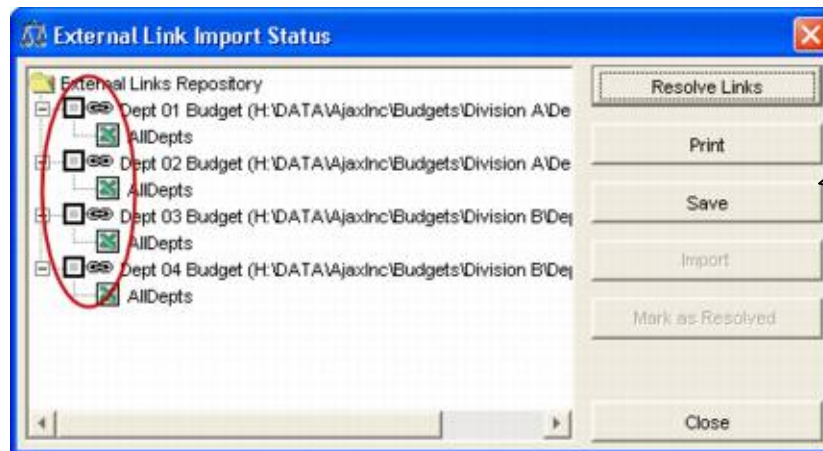 External Link Import Status
External Links Repository
Dept 01 Budget (H:\DATA\AjaxInc\Budgets\Division A\De
AllDepts
Dept 02 Budget (H:\DATA\AjaxInc\Budgets\Division A\De
AllDepts
Dept 03 Budget (H:\DATA\AjaxInc\Budgets\Division B\Dep
AllDepts
Dept 04 Budget (H:\DATA\AjaxInc\Budgets\Division B\Dep
AllDepts
Resolve Links
Print
Save
Import
Mark as Resolved
Close